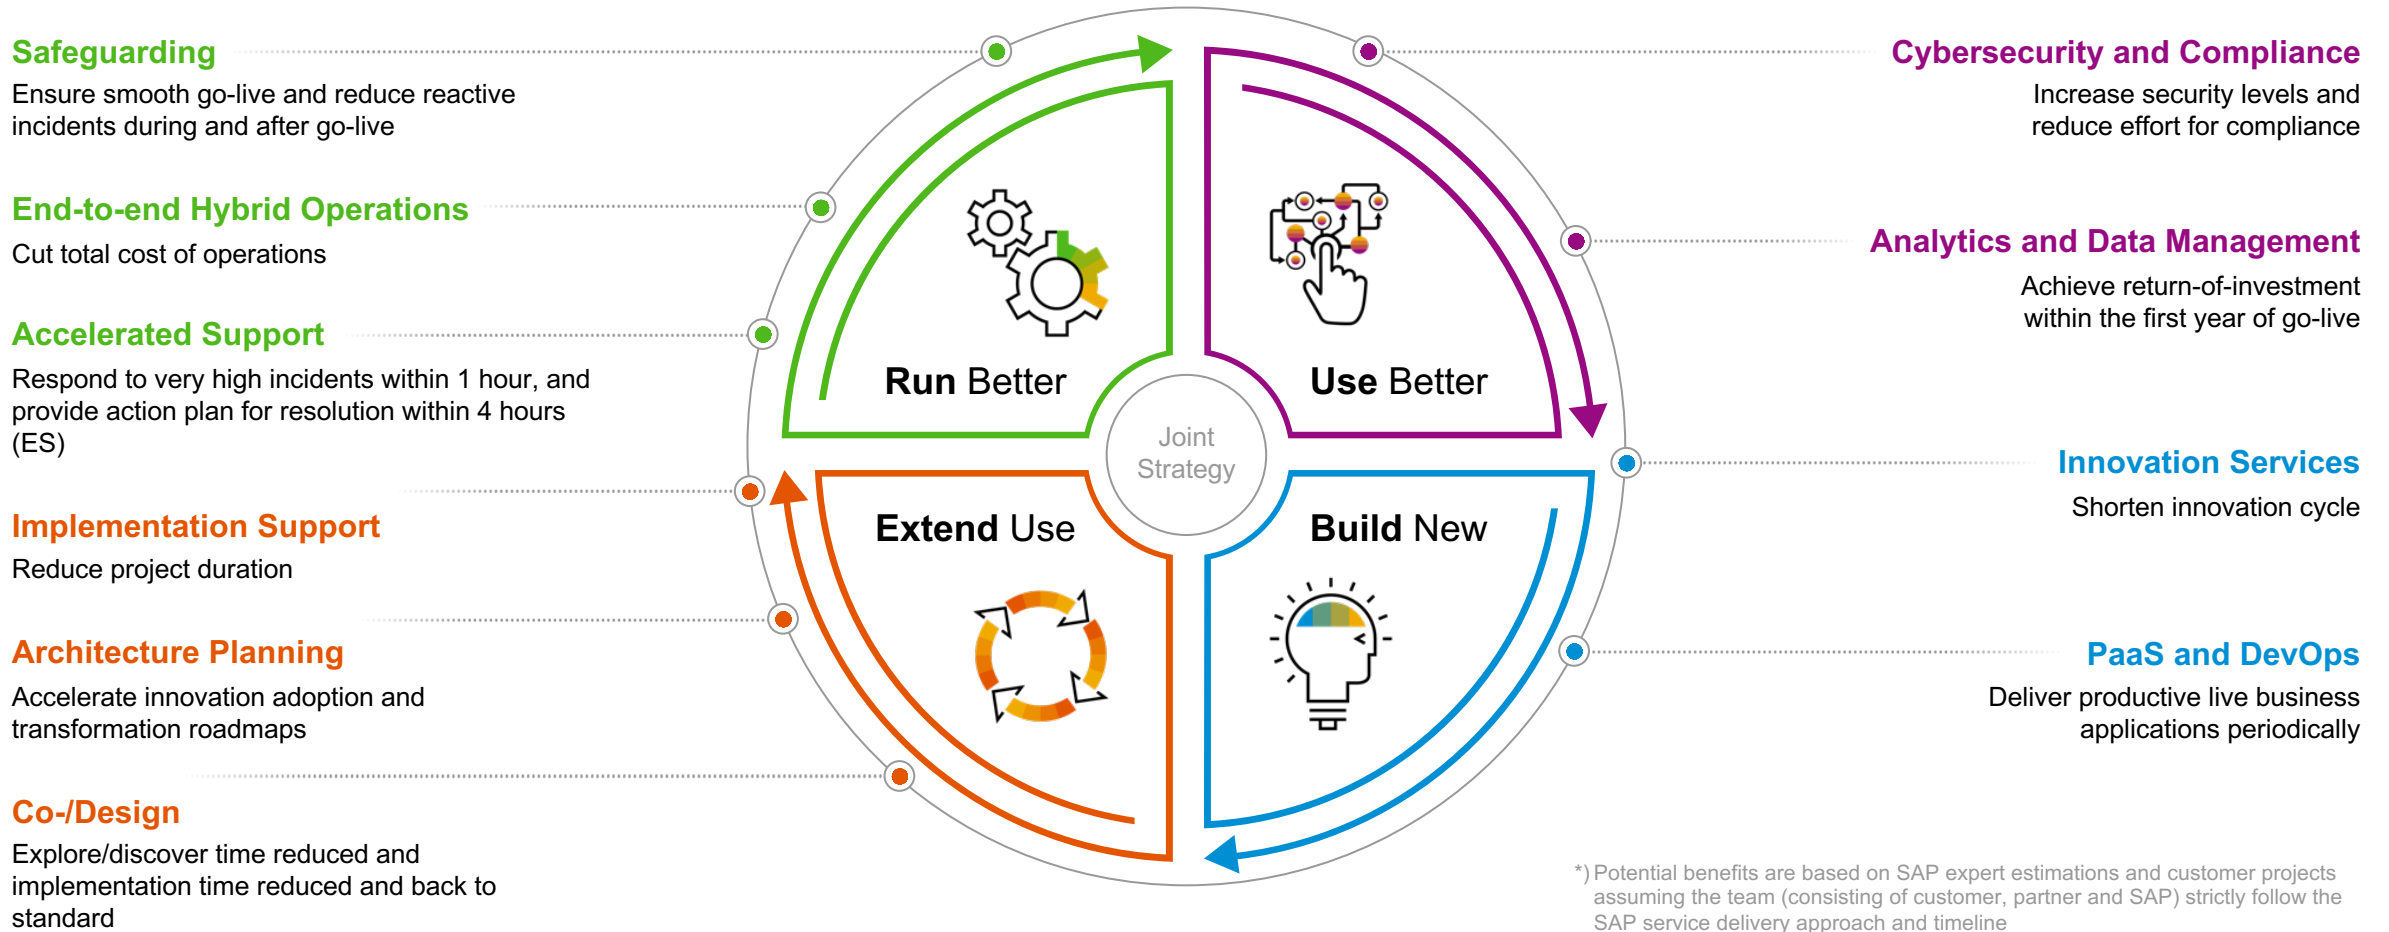 Safeguarding
Ensure smooth go-live and reduce reactive
incidents during and after go-live
End-to-end Hybrid Operations
Cut total cost of operations
Accelerated Support
Respond to very high incidents within 1 hour, and
provide action plan for resolution within 4 hours
(ES)
Implementation Support
Reduce project duration
Architecture Planning
Accelerate innovation adoption and
transformation roadmaps
Co-/Design
Explore/discover time reduced and
implementation time reduced and back to
standard
Run Better
Use Better
Joint
Strategy
Extend Use
Build New
Cybersecurity and Compliance
Increase security levels and
reduce effort for compliance
Analytics and Data Management
Achieve return-of-investment
within the first year of go-live
Innovation Services
Shorten innovation cycle
PaaS and DevOps
Deliver productive live business
applications periodically
*) Potential benefits are based on SAP expert estimations and customer projects
assuming the team (consisting of customer, partner and SAP) strictly follow the
SAP service delivery approach and timeline